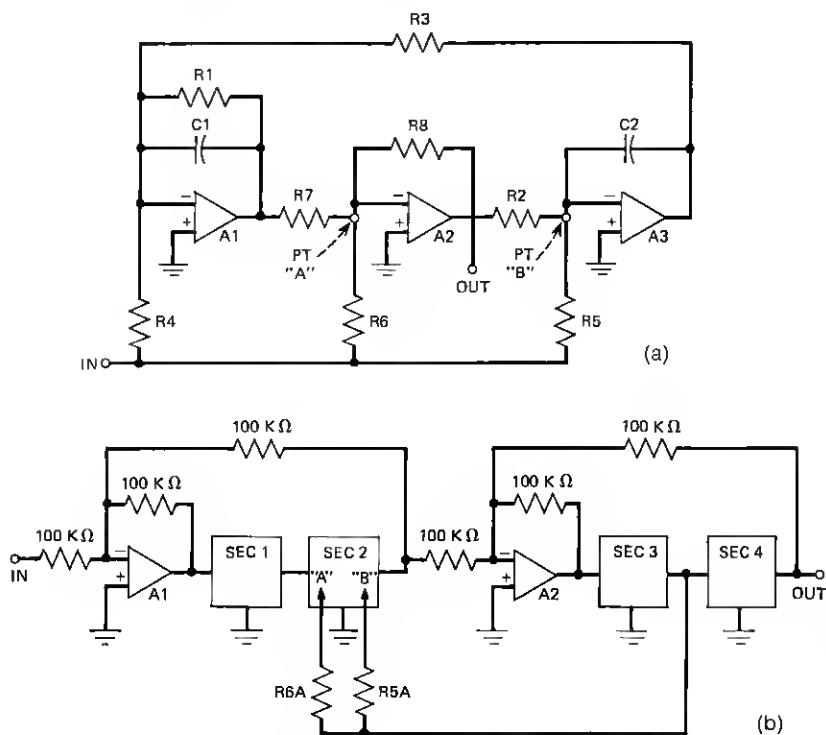 R3
R1
C1
R8
C2
R7
R2
− + A1
− + A2
− + A3
PT "A"
PT "B"
OUT
R4
R6
R5
IN
(a)
100 KΩ
100 KΩ
100 KΩ
100 KΩ
100 KΩ
100 KΩ
IN
− + A1
SEC 1
SEC 2
"A"
"B"
− + A2
SEC 3
SEC 4
OUT
R6A
R5A
(b)